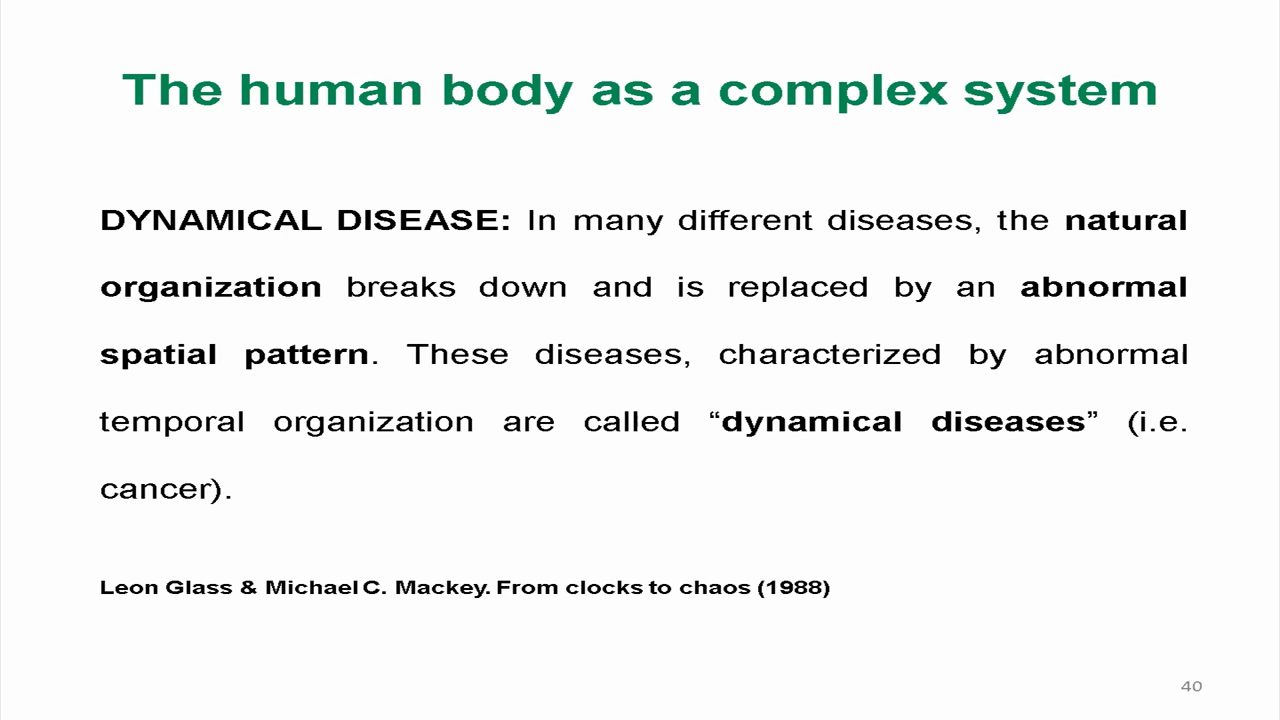 The human body as a complex system
DYNAMICAL DISEASE: In many different diseases, the natural
organization breaks down and is replaced by an abnormal
spatial pattern. These diseases, characterized by abnormal
temporal organization are called “dynamical diseases” (i.e.
cancer).
Leon Glass & Michael C. Mackey. From clocks to chaos (1988)
40